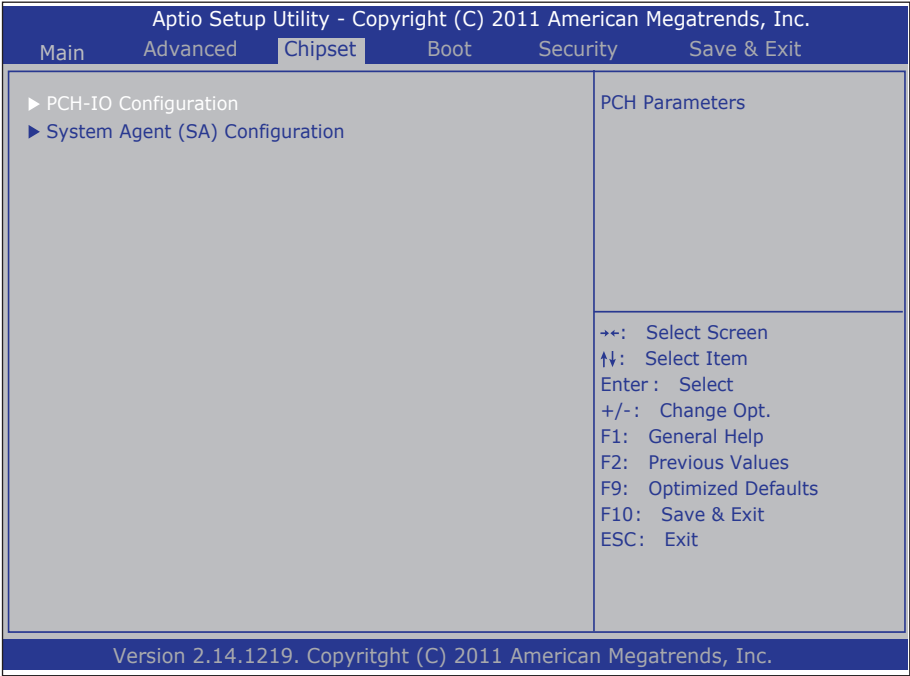 Aptio Setup Utility - Copyright (C) 2011 American Megatrends, Inc.
Main Advanced Chipset Boot Security Save & Exit
▶ PCH-IO Configuration
▶ System Agent (SA) Configuration
PCH Parameters
→←: Select Screen
↑↓: Select Item
Enter : Select
+/-: Change Opt.
F1: General Help
F2: Previous Values
F9: Optimized Defaults
F10: Save & Exit
ESC: Exit
Version 2.14.1219. Copyritght (C) 2011 American Megatrends, Inc.